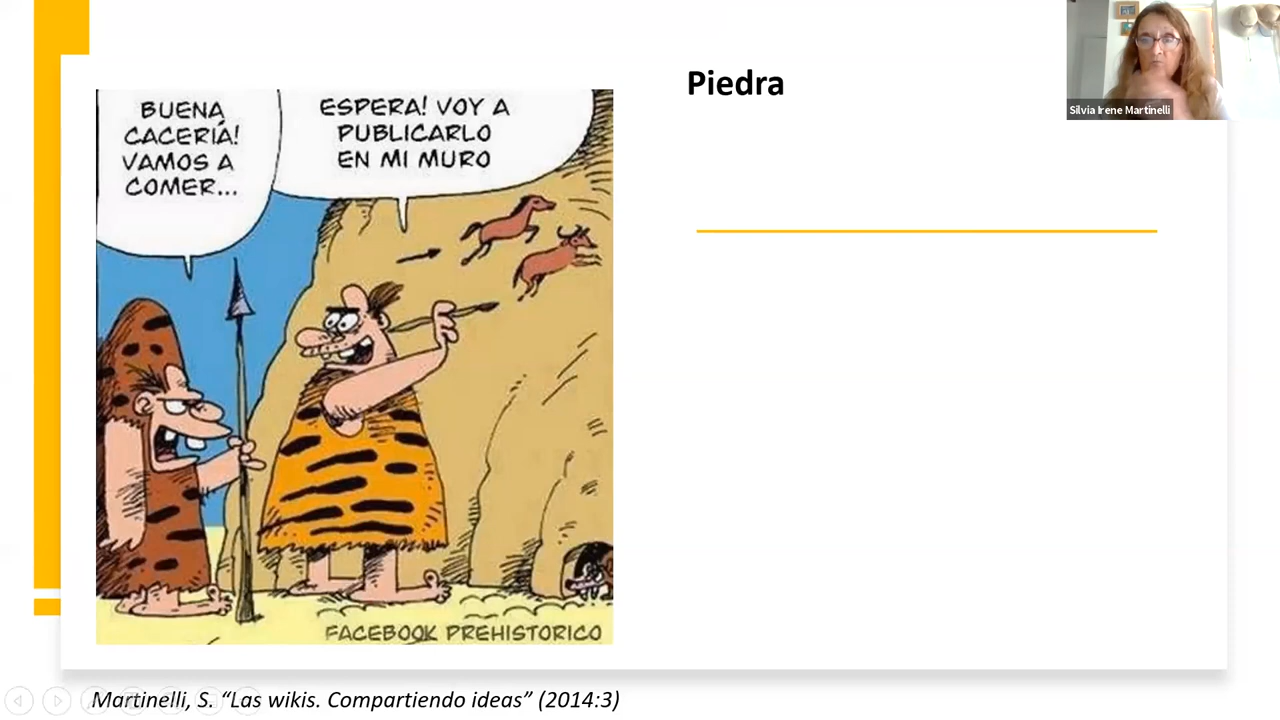 Piedra
Silvia Irene Martinelli
BUENA
CACERÍA!
VAMOS A
COMER...
ESPERA! VOY A
PUBLICARLO
EN MI MURO
FACEBOOK PREHISTORICO
Martinelli, S. “Las wikis. Compartiendo ideas” (2014:3)